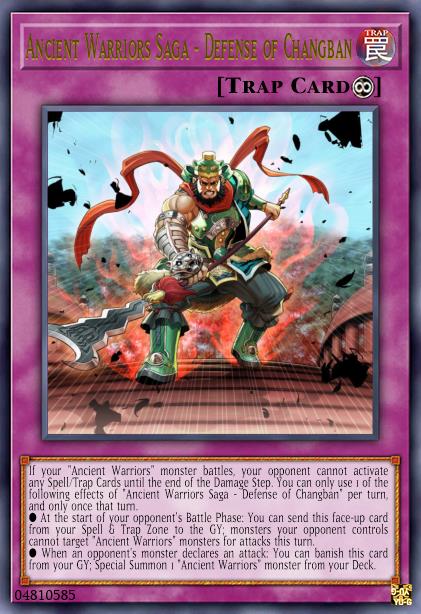 Ancient Warriors Saga - Defense of Changban
TRAP
罠
[Trap Card]
If your "Ancient Warriors" monster battles, your opponent cannot activate
any Spell/Trap Cards until the end of the Damage Step. You can only use 1 of the
following effects of "Ancient Warriors Saga - Defense of Changban" per turn,
and only once that turn.
● At the start of your opponent's Battle Phase: You can send this face-up card
from your Spell & Trap Zone to the GY; monsters your opponent controls
cannot target "Ancient Warriors" monsters for attacks this turn.
● When an opponent's monster declares an attack: You can banish this card
from your GY; Special Summon 1 "Ancient Warriors" monster from your Deck.
04810585